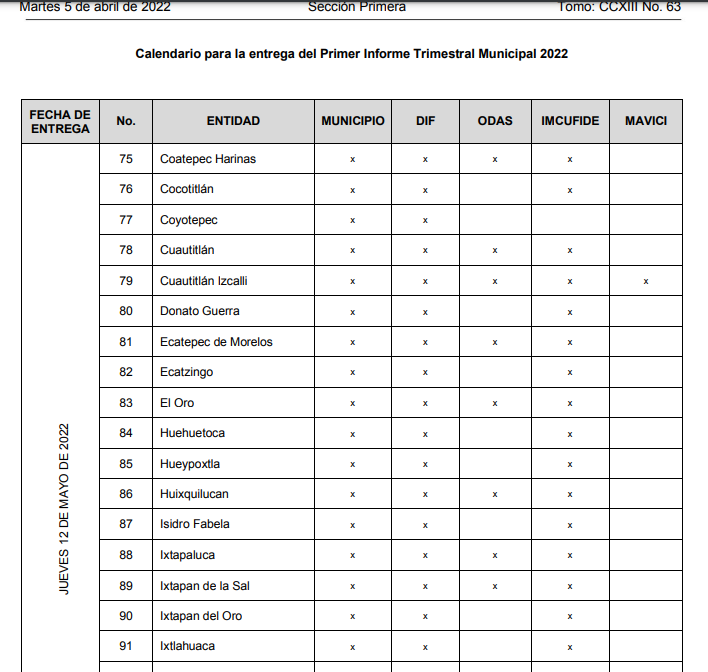 Martes 5 de abril de 2022 Sección Primera Tomo: CCXIII No. 63
Calendario para la entrega del Primer Informe Trimestral Municipal 2022
FECHA DE ENTREGA No. ENTIDAD MUNICIPIO DIF ODAS IMCUFIDE MAVICI
JUEVES 12 DE MAYO DE 2022
75 Coatepec Harinas x x x x
76 Cocotitlán x x x
77 Coyotepec x x
78 Cuautitlán x x x x
79 Cuautitlán Izcalli x x x x x
80 Donato Guerra x x x
81 Ecatepec de Morelos x x x x
82 Ecatzingo x x x
83 El Oro x x x x
84 Huehuetoca x x x
85 Hueypoxtla x x x
86 Huixquilucan x x x x
87 Isidro Fabela x x x
88 Ixtapaluca x x x x
89 Ixtapan de la Sal x x x x
90 Ixtapan del Oro x x x
91 Ixtlahuaca x x x